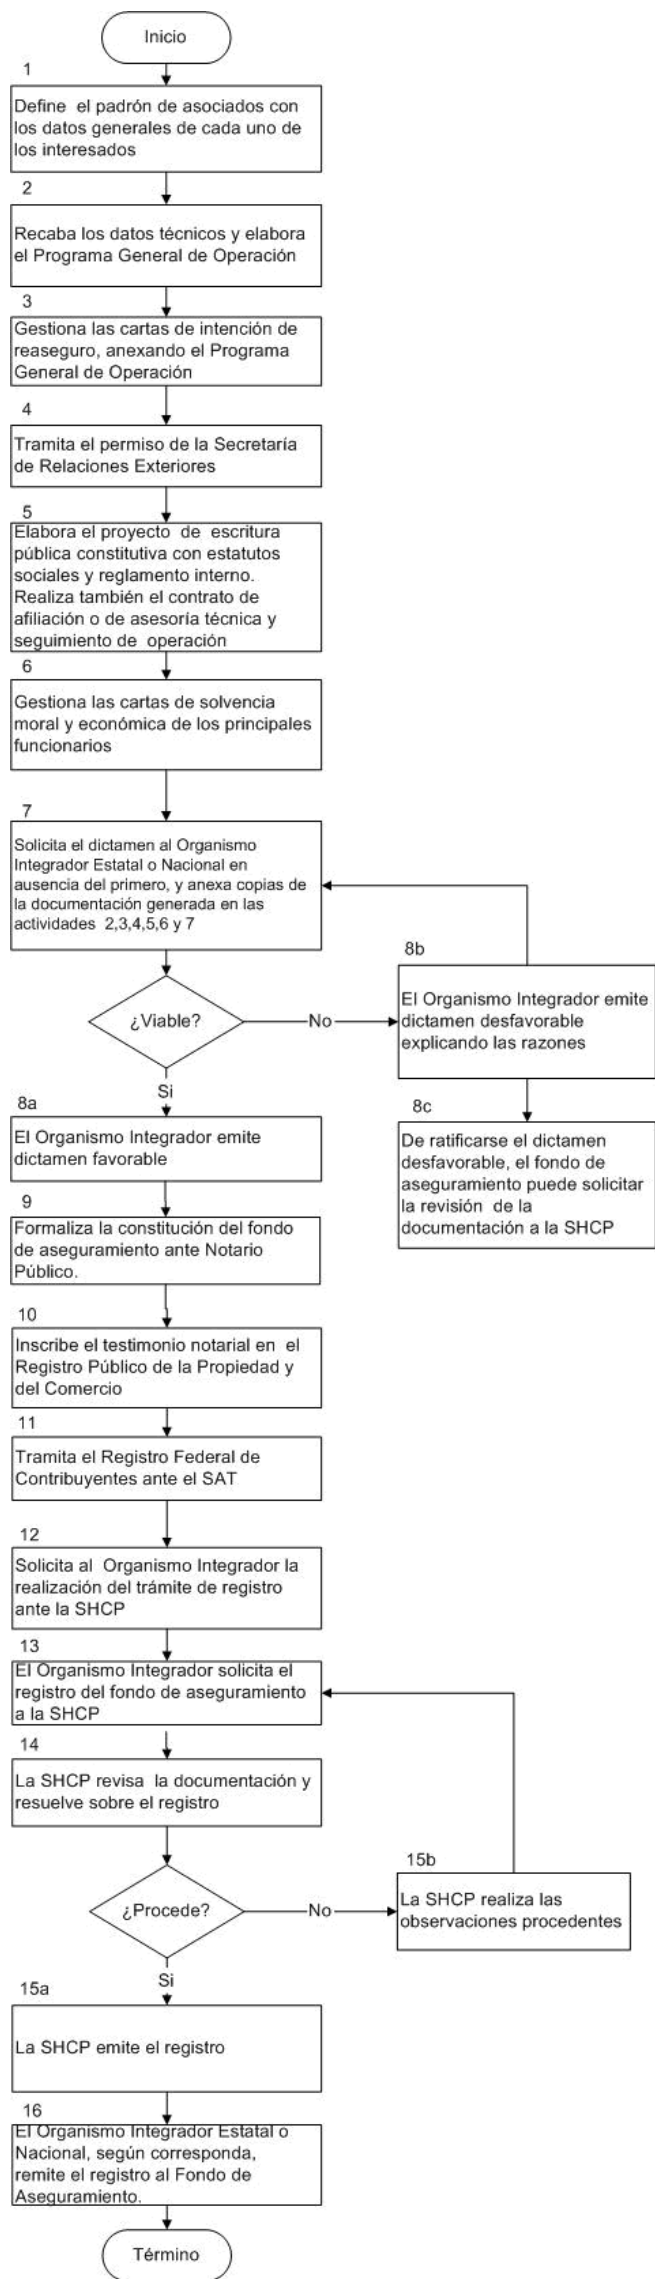 Inicio
1
Define el padrón de asociados con
los datos generales de cada uno de
los interesados
2
Recaba los datos técnicos y elabora
el Programa General de Operación
3
Gestiona las cartas de intención de
reaseguro, anexando el Programa
General de Operación
4
Tramita el permiso de la Secretaría
de Relaciones Exteriores
5
Elabora el proyecto de escritura
pública constitutiva con estatutos
sociales y reglamento interno.
Realiza también el contrato de
afiliación o de asesoría técnica y
seguimiento de operación
6
Gestiona las cartas de solvencia
moral y económica de los principales
funcionarios
7
Solicita el dictamen al Organismo
Integrador Estatal o Nacional en
ausencia del primero, y anexa copias de
la documentación generada en las
actividades 2,3,4,5,6 y 7
¿Viable?
No
8b
El Organismo Integrador emite
dictamen desfavorable
explicando las razones
8c
De ratificarse el dictamen
desfavorable, el fondo de
aseguramiento puede solicitar
la revisión de la
documentación a la SHCP
Si
8a
El Organismo Integrador emite
dictamen favorable
9
Formaliza la constitución del fondo
de aseguramiento ante Notario
Público.
10
Inscribe el testimonio notarial en el
Registro Público de la Propiedad y
del Comercio
11
Tramita el Registro Federal de
Contribuyentes ante el SAT
12
Solicita al Organismo Integrador la
realización del trámite de registro
ante la SHCP
13
El Organismo Integrador solicita el
registro del fondo de aseguramiento
a la SHCP
14
La SHCP revisa la documentación y
resuelve sobre el registro
¿Procede?
No
15b
La SHCP realiza las
observaciones procedentes
Si
15a
La SHCP emite el registro
16
El Organismo Integrador Estatal o
Nacional, según corresponda,
remite el registro al Fondo de
Aseguramiento.
Término